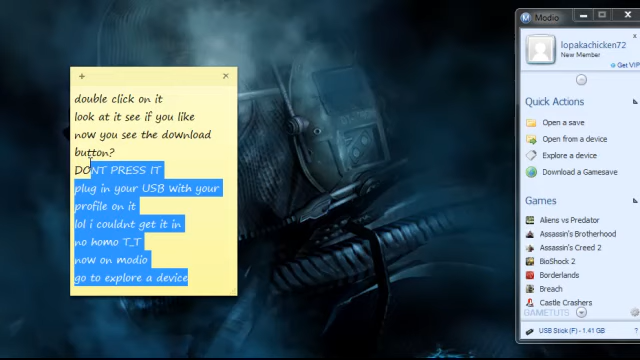 double click on it
look at it see if you like
now you see the download
button?
DONT PRESS IT
plug in your USB with your
profile on it
lol i couldnt get it in
no homo T_T
now on modio
go to explore a device
Modio
lopakachicken72
New Member
Get VIP
Quick Actions
Open a save
Open from a device
Explore a device
Download a Gamesave
Games
Aliens vs Predator
Assassin's Brotherhood
Assassin's Creed 2
BioShock 2
Borderlands
Breach
Castle Crashers
GAMETUTS
USB Stick (F) - 1.41 GB